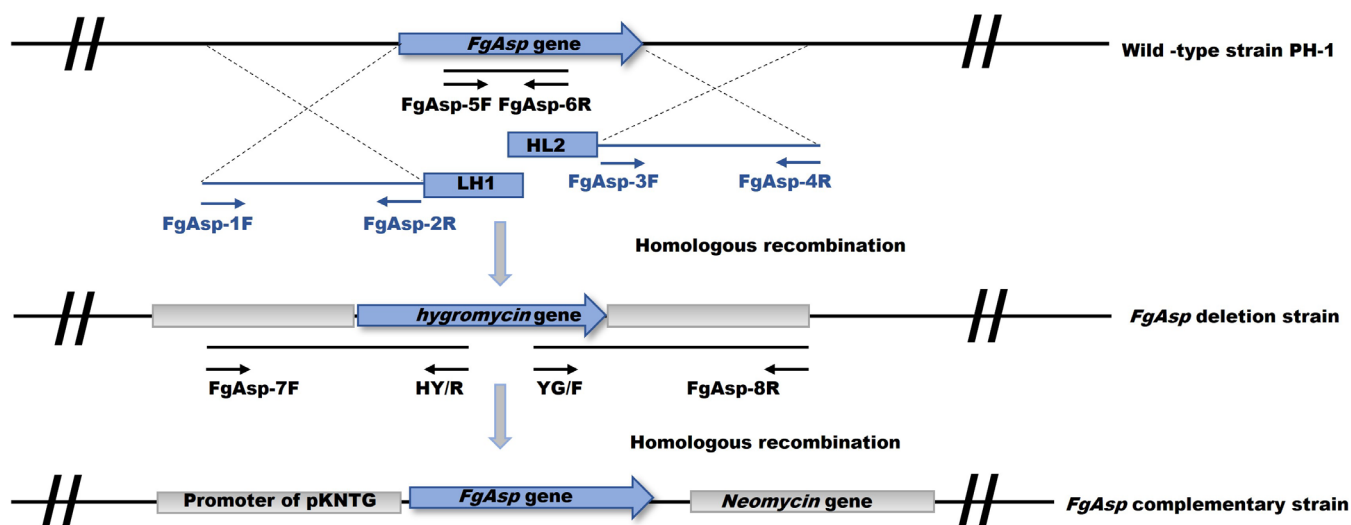 FgAsp gene
Wild -type strain PH-1
FgAsp-5F FgAsp-6R
HL2
LH1
FgAsp-3F FgAsp-4R
FgAsp-1F FgAsp-2R
Homologous recombination
hygromycin gene
FgAsp deletion strain
FgAsp-7F HY/R YG/F FgAsp-8R
Homologous recombination
Promoter of pKNTG FgAsp gene Neomycin gene
FgAsp complementary strain